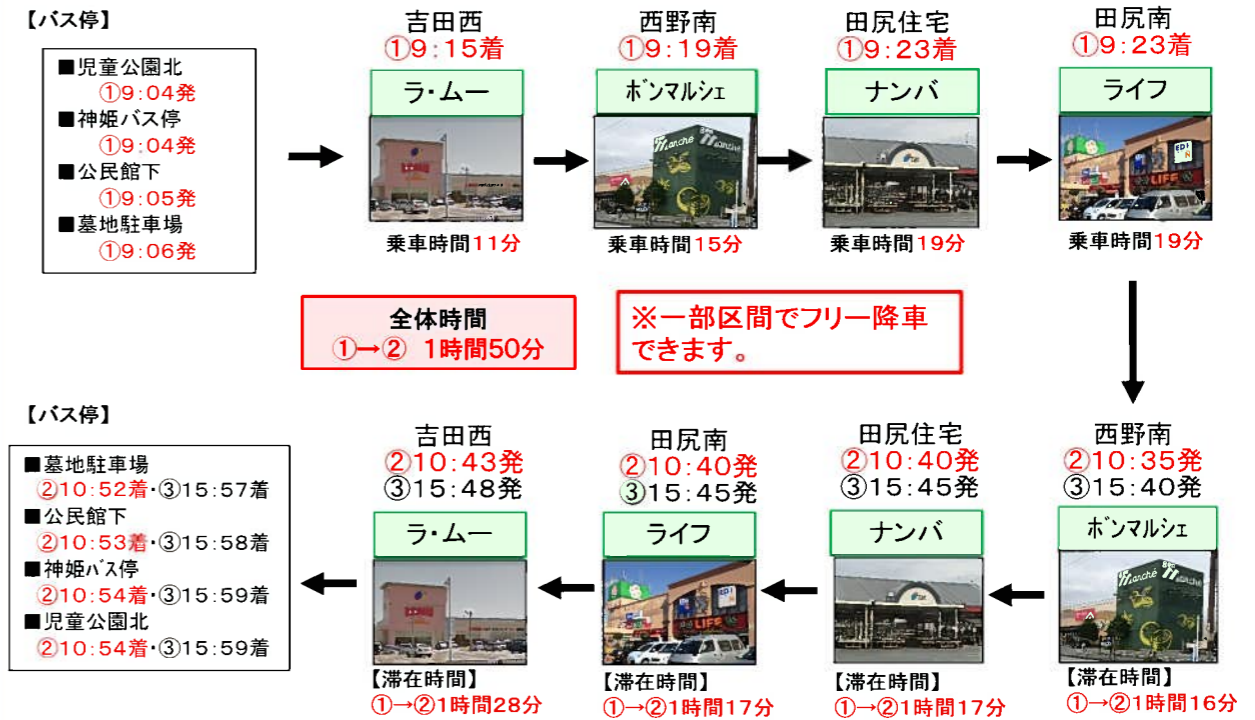 【バス停】
■児童公園北
①9:04発
■神姫バス停
①9:04発
■公民館下
①9:05発
■墓地駐車場
①9:06発
吉田西
①9:15着
ラ・ムー
乗車時間11分
西野南
①9:19着
ボンマルシェ
Marché
Marché
乗車時間15分
田尻住宅
①9:23着
ナンバ
乗車時間19分
田尻南
①9:23着
ライフ
LIFE
乗車時間19分
全体時間
①→② 1時間50分
※一部区間でフリー降車
できます。
【バス停】
■墓地駐車場
②10:52着・③15:57着
■公民館下
②10:53着・③15:58着
■神姫バス停
②10:54着・③15:59着
■児童公園北
②10:54着・③15:59着
吉田西
②10:43発
③15:48発
ラ・ムー
【滞在時間】
①→②1時間28分
田尻南
②10:40発
③15:45発
ライフ
LIFE
【滞在時間】
①→②1時間17分
田尻住宅
②10:40発
③15:45発
ナンバ
【滞在時間】
①→②1時間17分
西野南
②10:35発
③15:40発
ボンマルシェ
Marché
Marché
【滞在時間】
①→②1時間16分